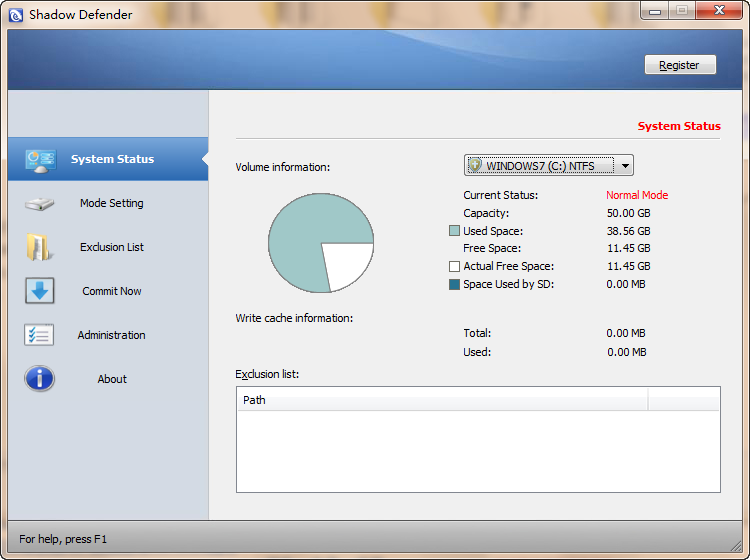 Shadow Defender
Register
System Status
System Status
Mode Setting
Exclusion List
Commit Now
Administration
About
Volume information:
WINDOWS7 (C:) NTFS
Current Status: Normal Mode
Capacity: 50.00 GB
Used Space: 38.56 GB
Free Space: 11.45 GB
Actual Free Space: 11.45 GB
Space Used by SD: 0.00 MB
Write cache information:
Total: 0.00 MB
Used: 0.00 MB
Exclusion list:
Path
For help, press F1